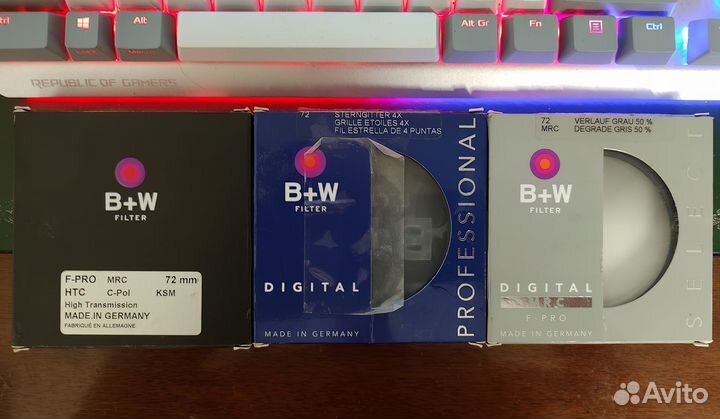 Alt
Alt Gr
Fn
Ctrl
REPUBLIC OF GAMERS
B+W
FILTER
F-PRO MRC 72 mm
HTC C-Pol KSM
High Transmission
MADE IN GERMANY
FABRIQUÉ EN ALLEMAGNE
72 STERNGITTER 4X
GRILLE ETOILES 4X
FIL ESTRELLA DE 4 PUNTAS
B+W
FILTER
DIGITAL
MADE IN GERMANY
PROFESSIONAL
72 VERLAUF GRAU 50 %
MRC DEGRADE GRIS 50 %
B+W
FILTER
DIGITAL
MRC
F-PRO
MADE IN GERMANY
SELECT
Avito